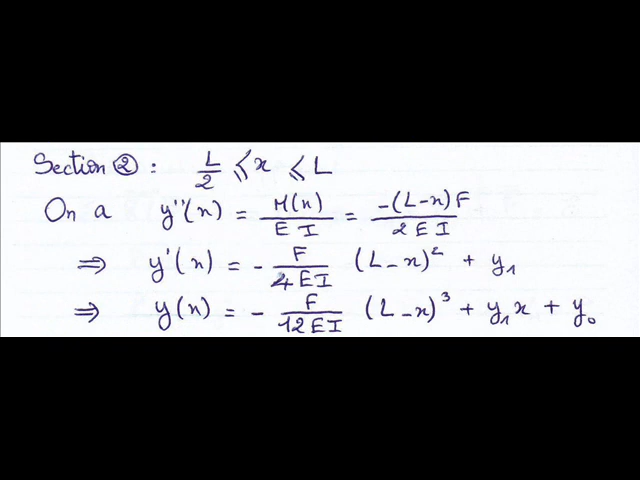 Section ② : L/2 ⩽ x ⩽ L
On a y''(x) = M(x)/EI = -(L-x)F/2EI
⇒ y'(x) = - F/4EI (L-x)² + y₁
⇒ y(x) = - F/12EI (L-x)³ + y₁x + y₀